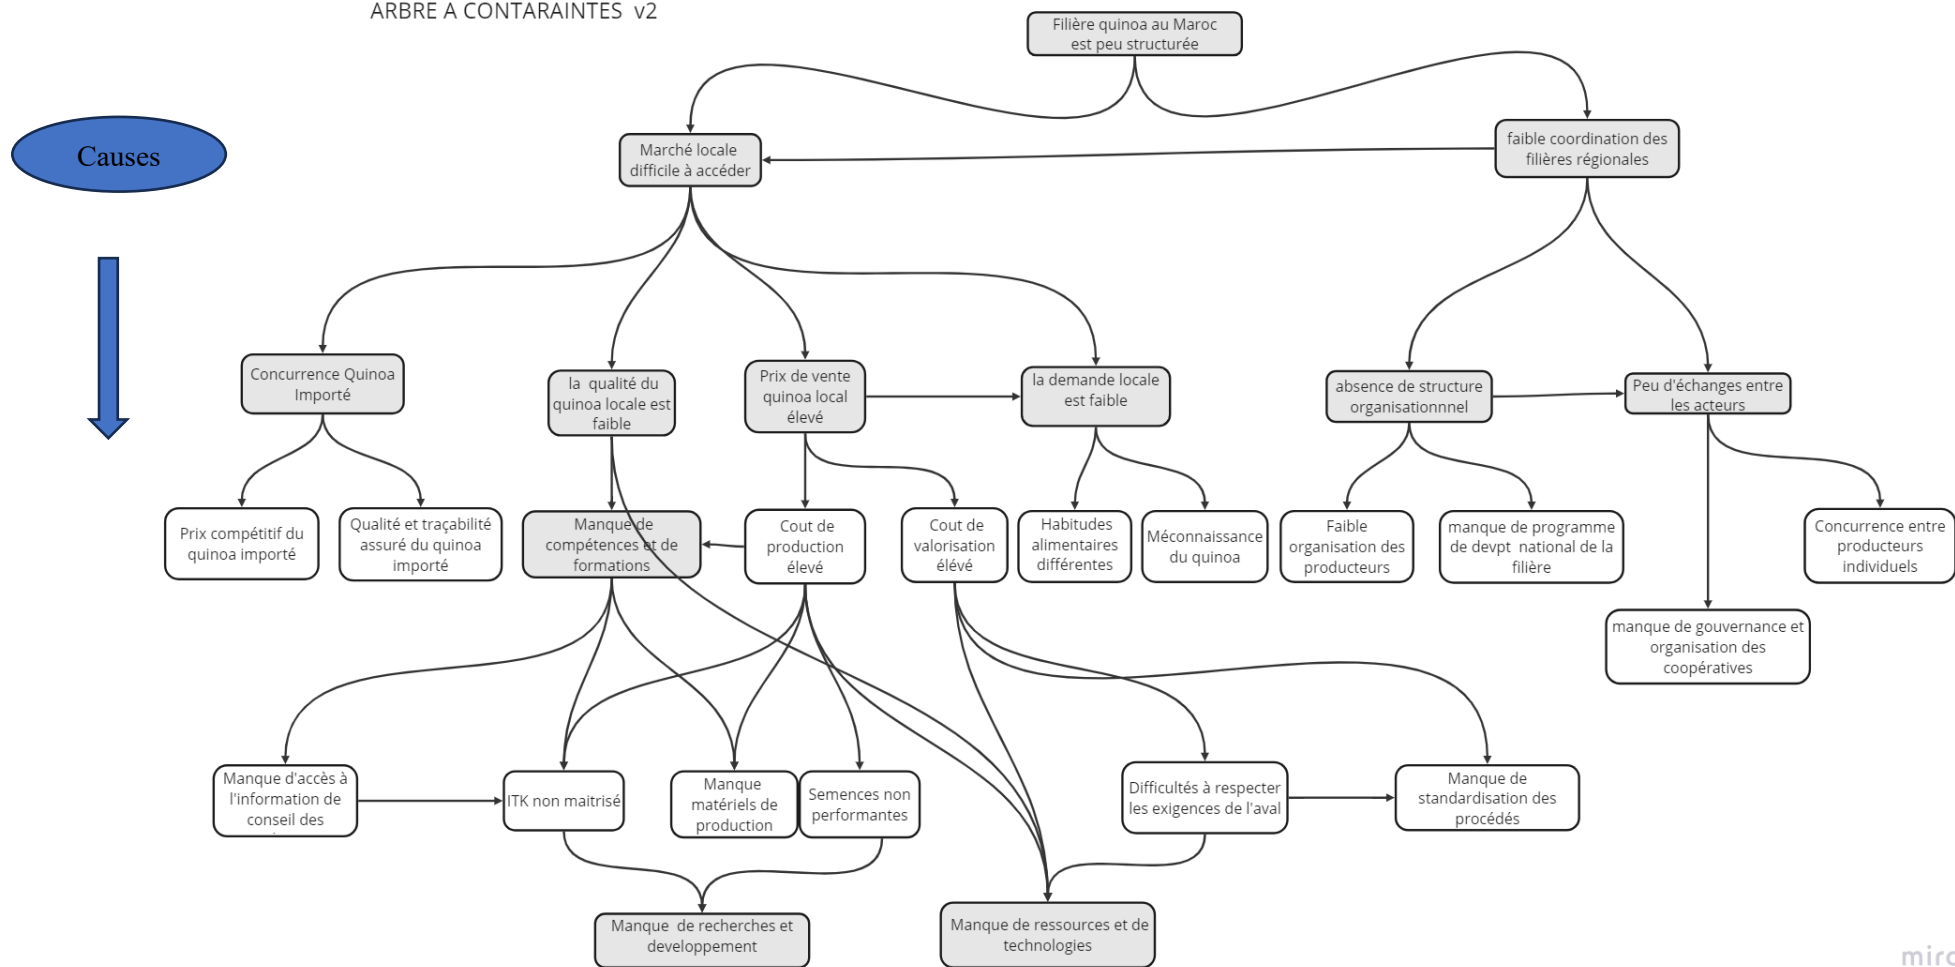 ARBRE A CONTARAINTES v2
Filière quinoa au Maroc
est peu structurée
Causes
Marché locale
difficile à accéder
faible coordination des
filières régionales
Concurrence Quinoa
Importé
la qualité du
quinoa locale est
faible
Prix de vente
quinoa local
élevé
la demande locale
est faible
absence de structure
organisationnnel
Peu d'échanges entre
les acteurs
Prix compétitif du
quinoa importé
Qualité et traçabilité
assuré du quinoa
importé
Manque de
compétences et de
formations
Cout de
production
élevé
Cout de
valorisation
élévé
Habitudes
alimentaires
différentes
Méconnaissance
du quinoa
Faible
organisation des
producteurs
manque de programme
de devpt national de la
filière
Concurrence entre
producteurs
individuels
manque de gouvernance et
organisation des
coopératives
Manque d'accès à
l'information de
conseil des
ITK non maitrisé
Manque
matériels de
production
Semences non
performantes
Difficultés à respecter
les exigences de l'aval
Manque de
standardisation des
procédés
Manque de recherches et
developpement
Manque de ressources et de
technologies